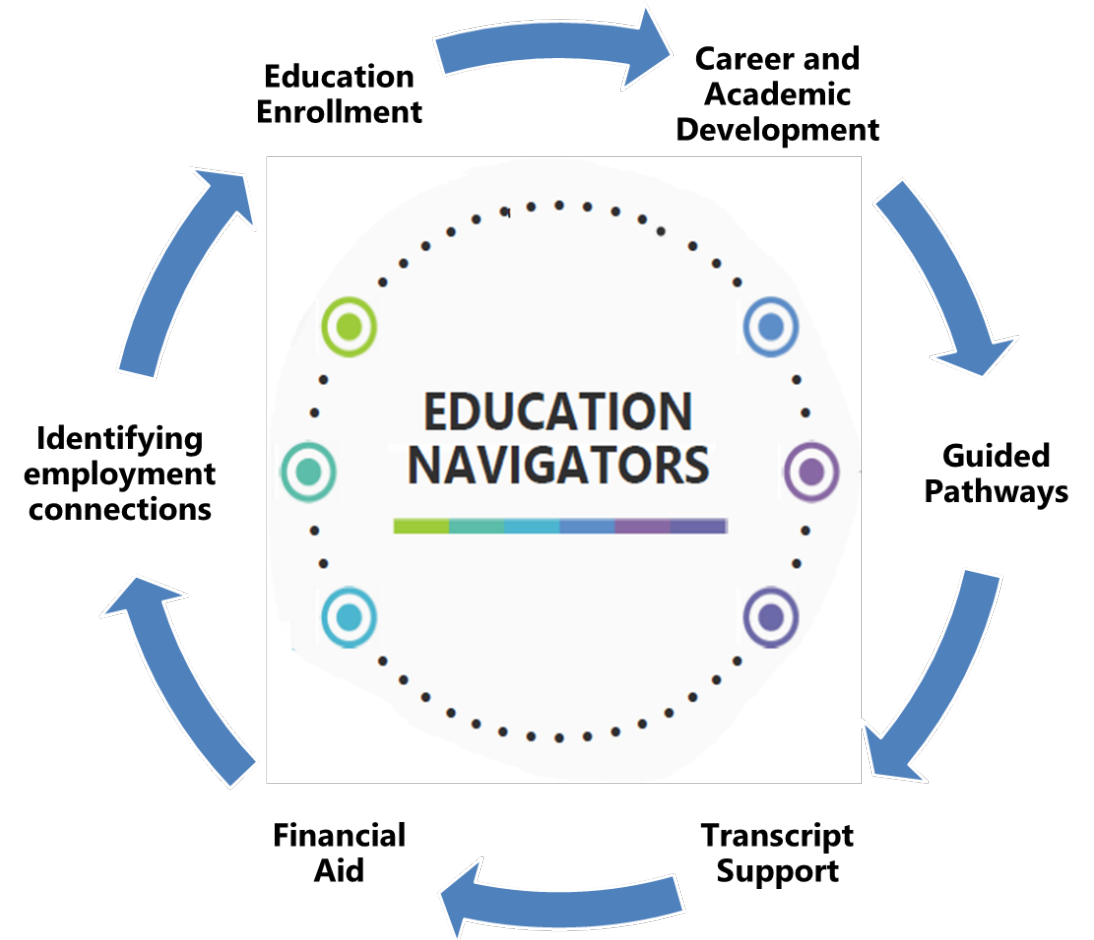 Education
Enrollment
Career and
Academic
Development
Guided
Pathways
Transcript
Support
Financial
Aid
Identifying
employment
connections
EDUCATION
NAVIGATORS